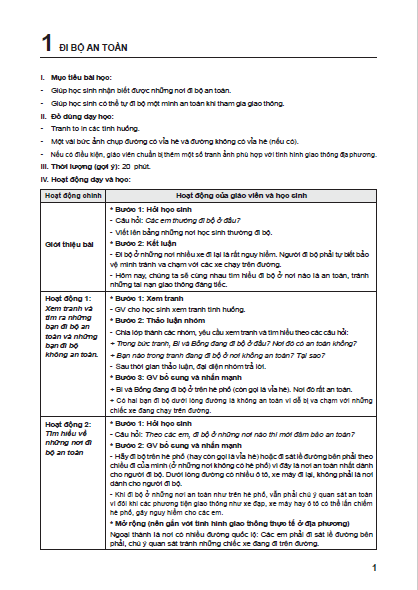 1 ĐI BỘ AN TOÀN
I. Mục tiêu bài học:
- Giúp học sinh nhận biết được những nơi đi bộ an toàn.
- Giúp học sinh có thể tự đi bộ một mình an toàn khi tham gia giao thông.
II. Đồ dùng dạy học:
- Tranh to in các tình huống.
- Một vài bức ảnh chụp đường có vỉa hè và đường không có vỉa hè (nếu có).
- Nếu có điều kiện, giáo viên chuẩn bị thêm một số tranh ảnh phù hợp với tình hình giao thông địa phương.
III. Thời lượng (gợi ý): 20 phút.
IV. Hoạt động dạy và học:
Hoạt động chính
Hoạt động của giáo viên và học sinh
Giới thiệu bài
* Bước 1: Hỏi học sinh
- Câu hỏi: Các em thường đi bộ ở đâu?
- Viết lên bảng những nơi học sinh thường đi bộ.
* Bước 2: Kết luận
- Đi bộ ở những nơi nhiều xe đi lại là rất nguy hiểm. Người đi bộ phải tự biết bảo
vệ mình tránh va chạm với các xe chạy trên đường.
- Hôm nay, chúng ta sẽ cùng nhau tìm hiểu đi bộ ở nơi nào là an toàn, tránh
những tai nạn giao thông đáng tiếc.
Hoạt động 1:
Xem tranh và
tìm ra những
bạn đi bộ an
toàn và những
bạn đi bộ
không an toàn.
* Bước 1: Xem tranh
- GV cho học sinh xem tranh tình huống.
* Bước 2: Thảo luận nhóm
- Chia lớp thành các nhóm, yêu cầu xem tranh và tìm hiểu theo các câu hỏi:
+ Trong bức tranh, Bi và Bống đang đi bộ ở đâu? Nơi đó có an toàn không?
+ Bạn nào trong tranh đang đi bộ ở nơi không an toàn? Tại sao?
- Sau thời gian thảo luận, đại diện nhóm trả lời.
* Bước 3: GV bổ sung và nhấn mạnh
+ Bi và Bống đang đi bộ ở trên hè phố (còn gọi là vỉa hè). Nơi đó rất an toàn.
+ Có hai bạn đi bộ dưới lòng đường là không an toàn vì dễ bị va chạm với những
chiếc xe đang chạy trên đường.
Hoạt động 2:
Tìm hiểu về
những nơi đi
bộ an toàn
* Bước 1: Hỏi học sinh
- Câu hỏi: Theo các em, đi bộ ở những nơi nào thì mới đảm bảo an toàn?
* Bước 2: GV bổ sung và nhấn mạnh
- Hãy đi bộ trên hè phố (hay còn gọi là vỉa hè) hoặc đi sát lề đường bên phải theo
chiều đi của mình (ở những nơi không có hè phố) vì đây là nơi an toàn nhất dành
cho người đi bộ. Dưới lòng đường có nhiều ô tô, xe máy đi lại, không phải là nơi
dành cho người đi bộ.
- Khi đi bộ ở những nơi an toàn như trên hè phố, vẫn phải chú ý quan sát an toàn
vì đôi khi các phương tiện giao thông như xe đạp, xe máy hay ô tô có thể lấn chiếm
hè phố, gây nguy hiểm cho các em.
* Mở rộng (nên gắn với tình hình giao thông thực tế ở địa phương)
Ngoại thành là nơi có nhiều đường quốc lộ: Các em phải đi sát lề đường bên
phải, chú ý quan sát tránh những chiếc xe đang đi trên đường.
1